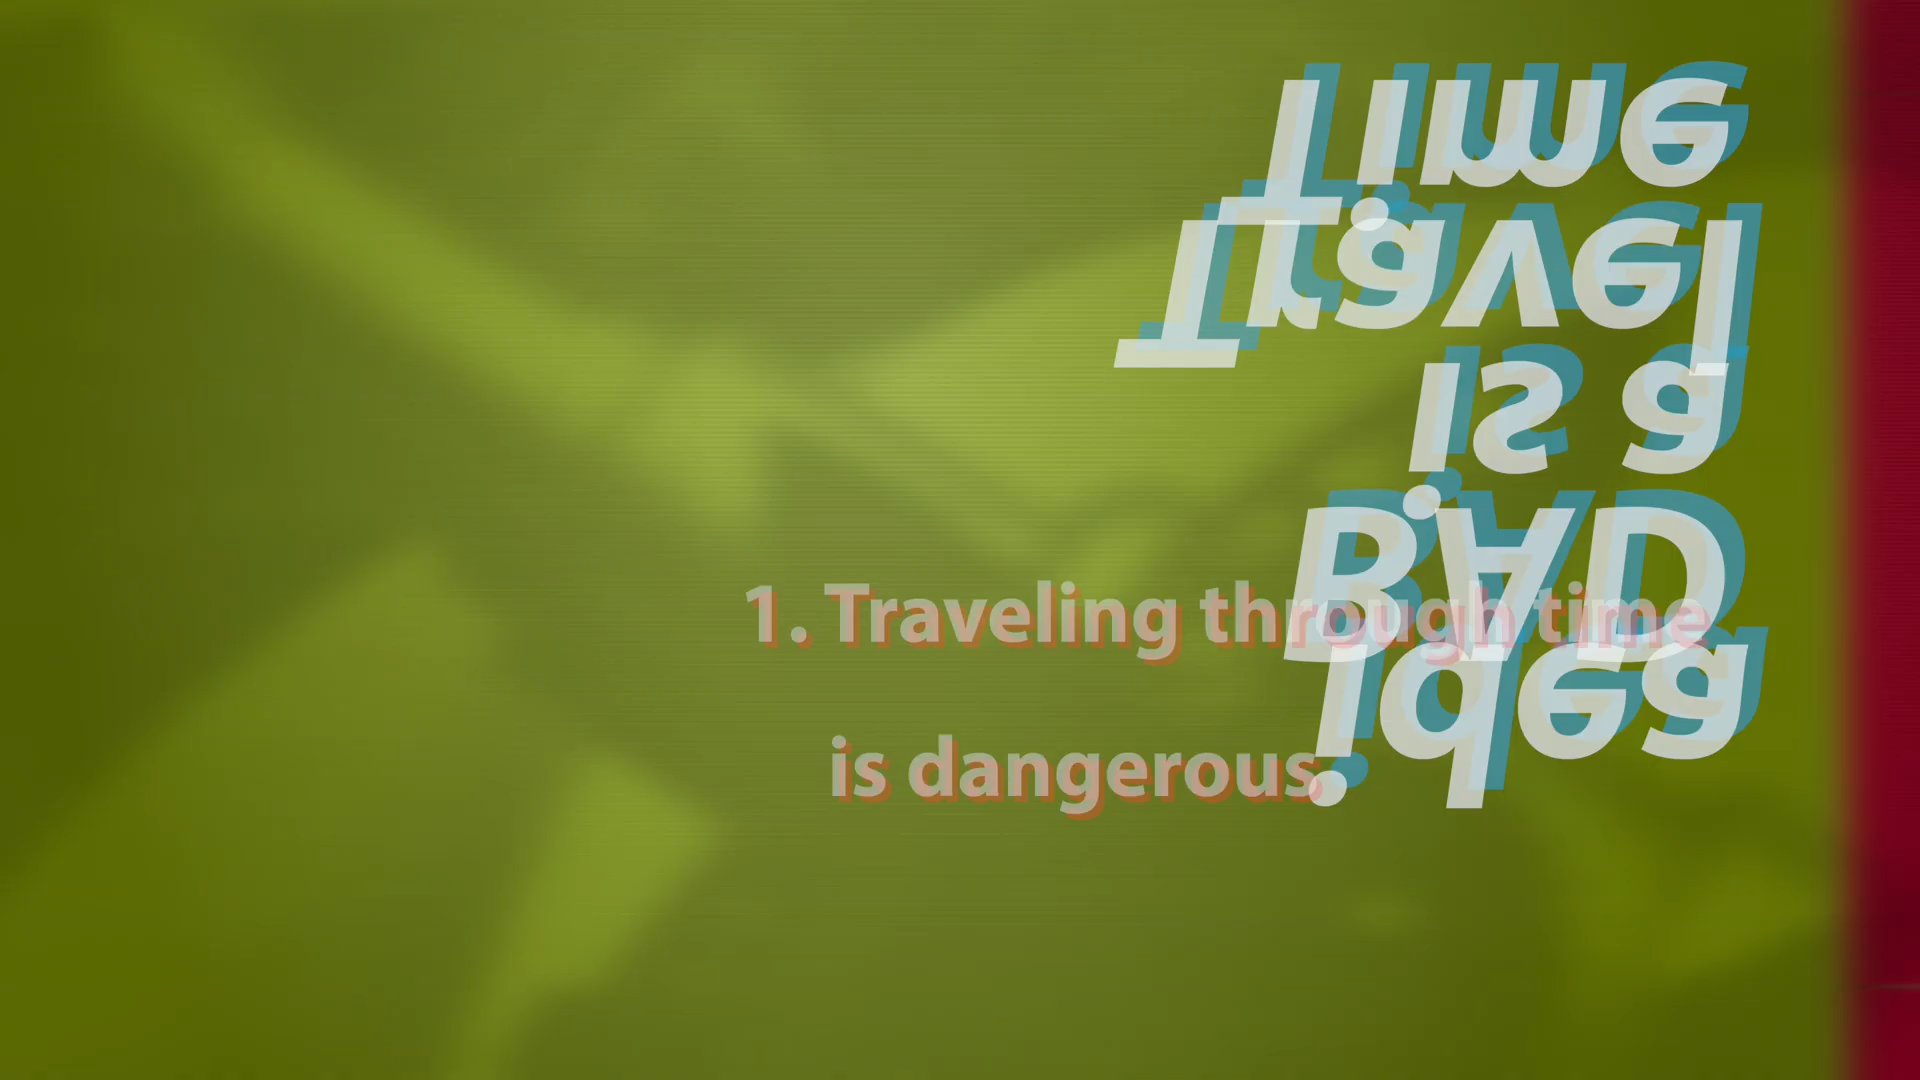 Time
Travel
is a
BAD
idea
1. Traveling through time
is dangerous